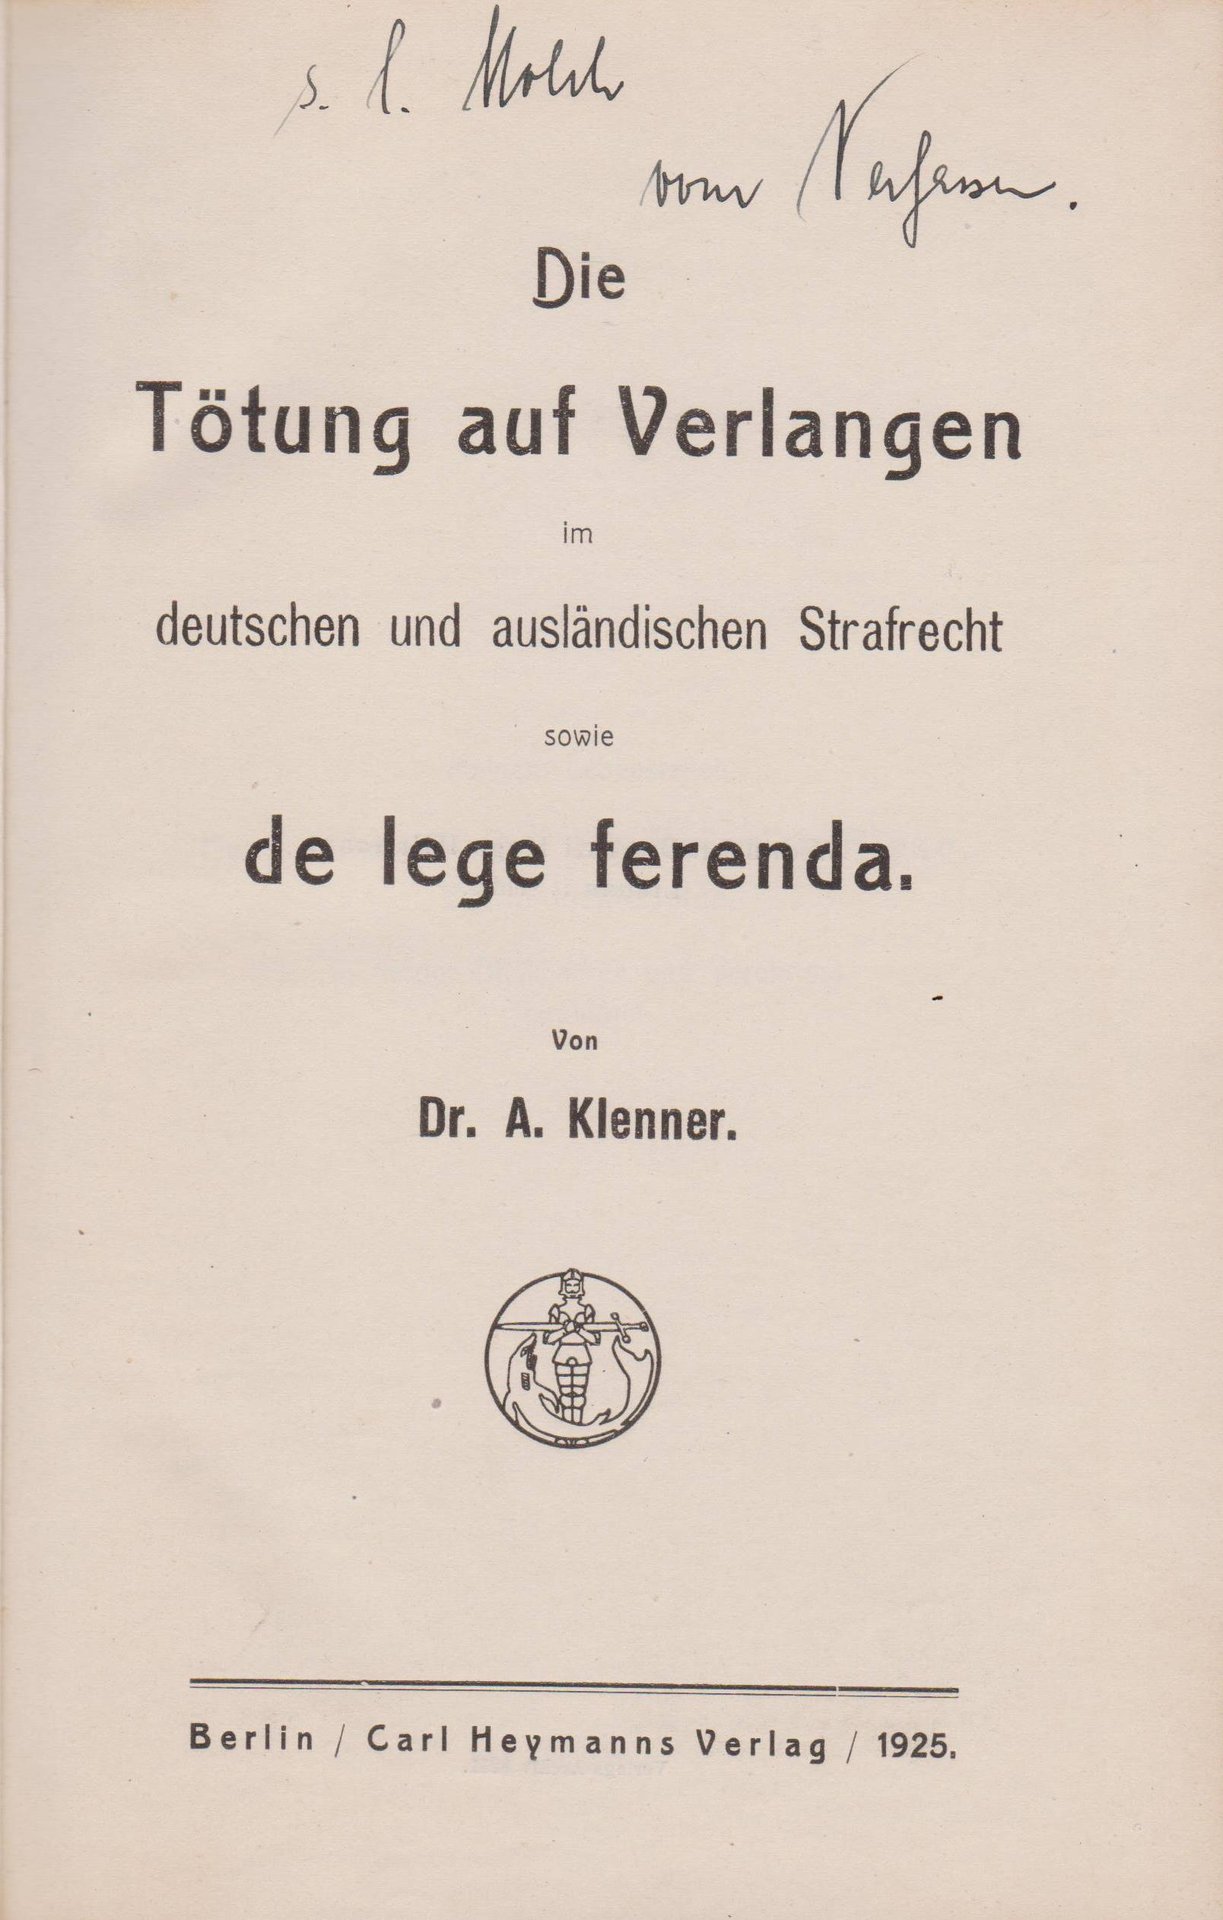 s. l. Molch
vom Verfasser.
Die
Tötung auf Verlangen
im
deutschen und ausländischen Strafrecht
sowie
de lege ferenda.
Von
Dr. A. Klenner.
Berlin / Carl Heymanns Verlag / 1925.